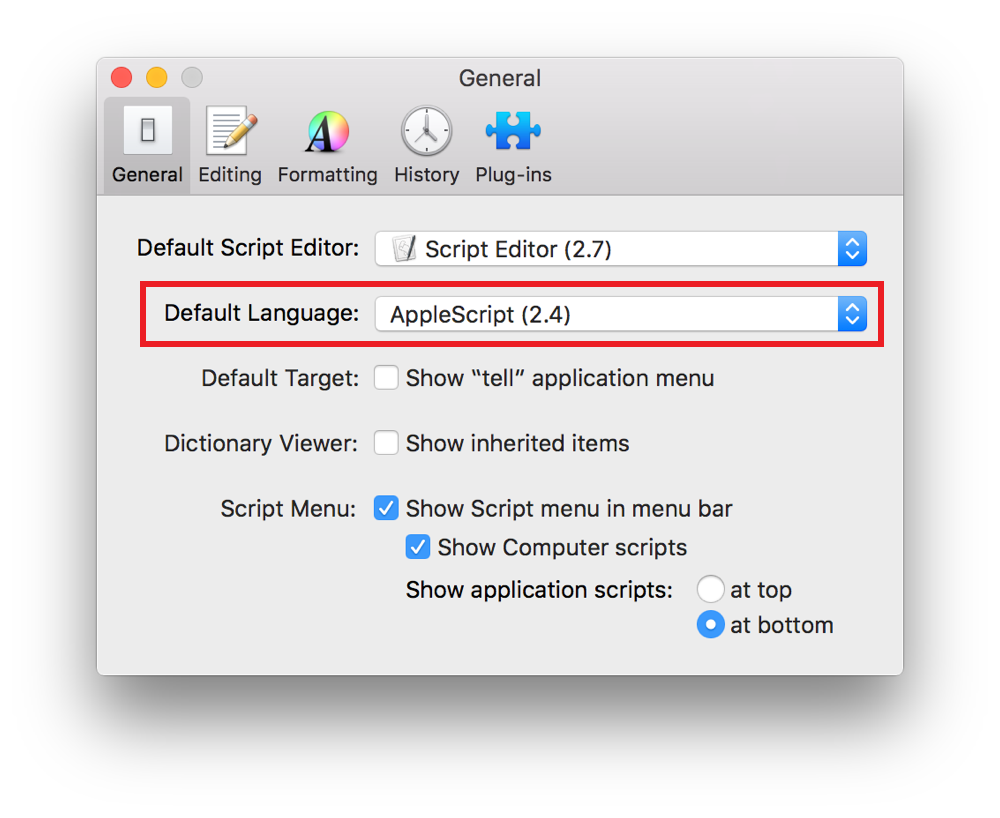 General
General Editing Formatting History Plug-ins
Default Script Editor: Script Editor (2.7)
Default Language: AppleScript (2.4)
Default Target: Show “tell” application menu
Dictionary Viewer: Show inherited items
Script Menu: Show Script menu in menu bar
Show Computer scripts
Show application scripts: at top
at bottom